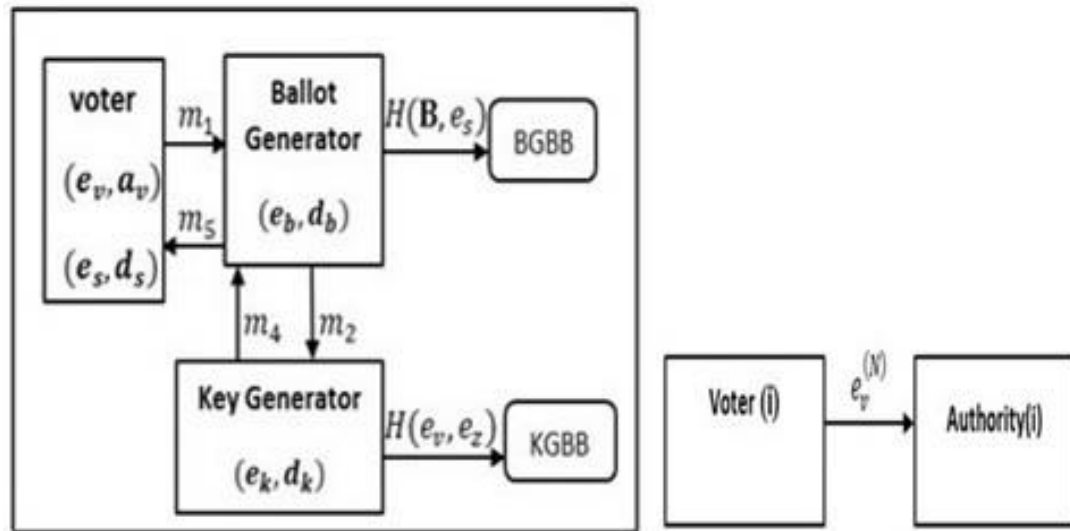 voter
(e_v, a_v)
(e_s, d_s)
m_1
m_5
Ballot
Generator
(e_b, d_b)
H(B, e_s)
BGBB
m_4
m_2
Key Generator
(e_k, d_k)
H(e_v, e_z)
KGBB
Voter (i)
e_v^(N)
Authority(i)